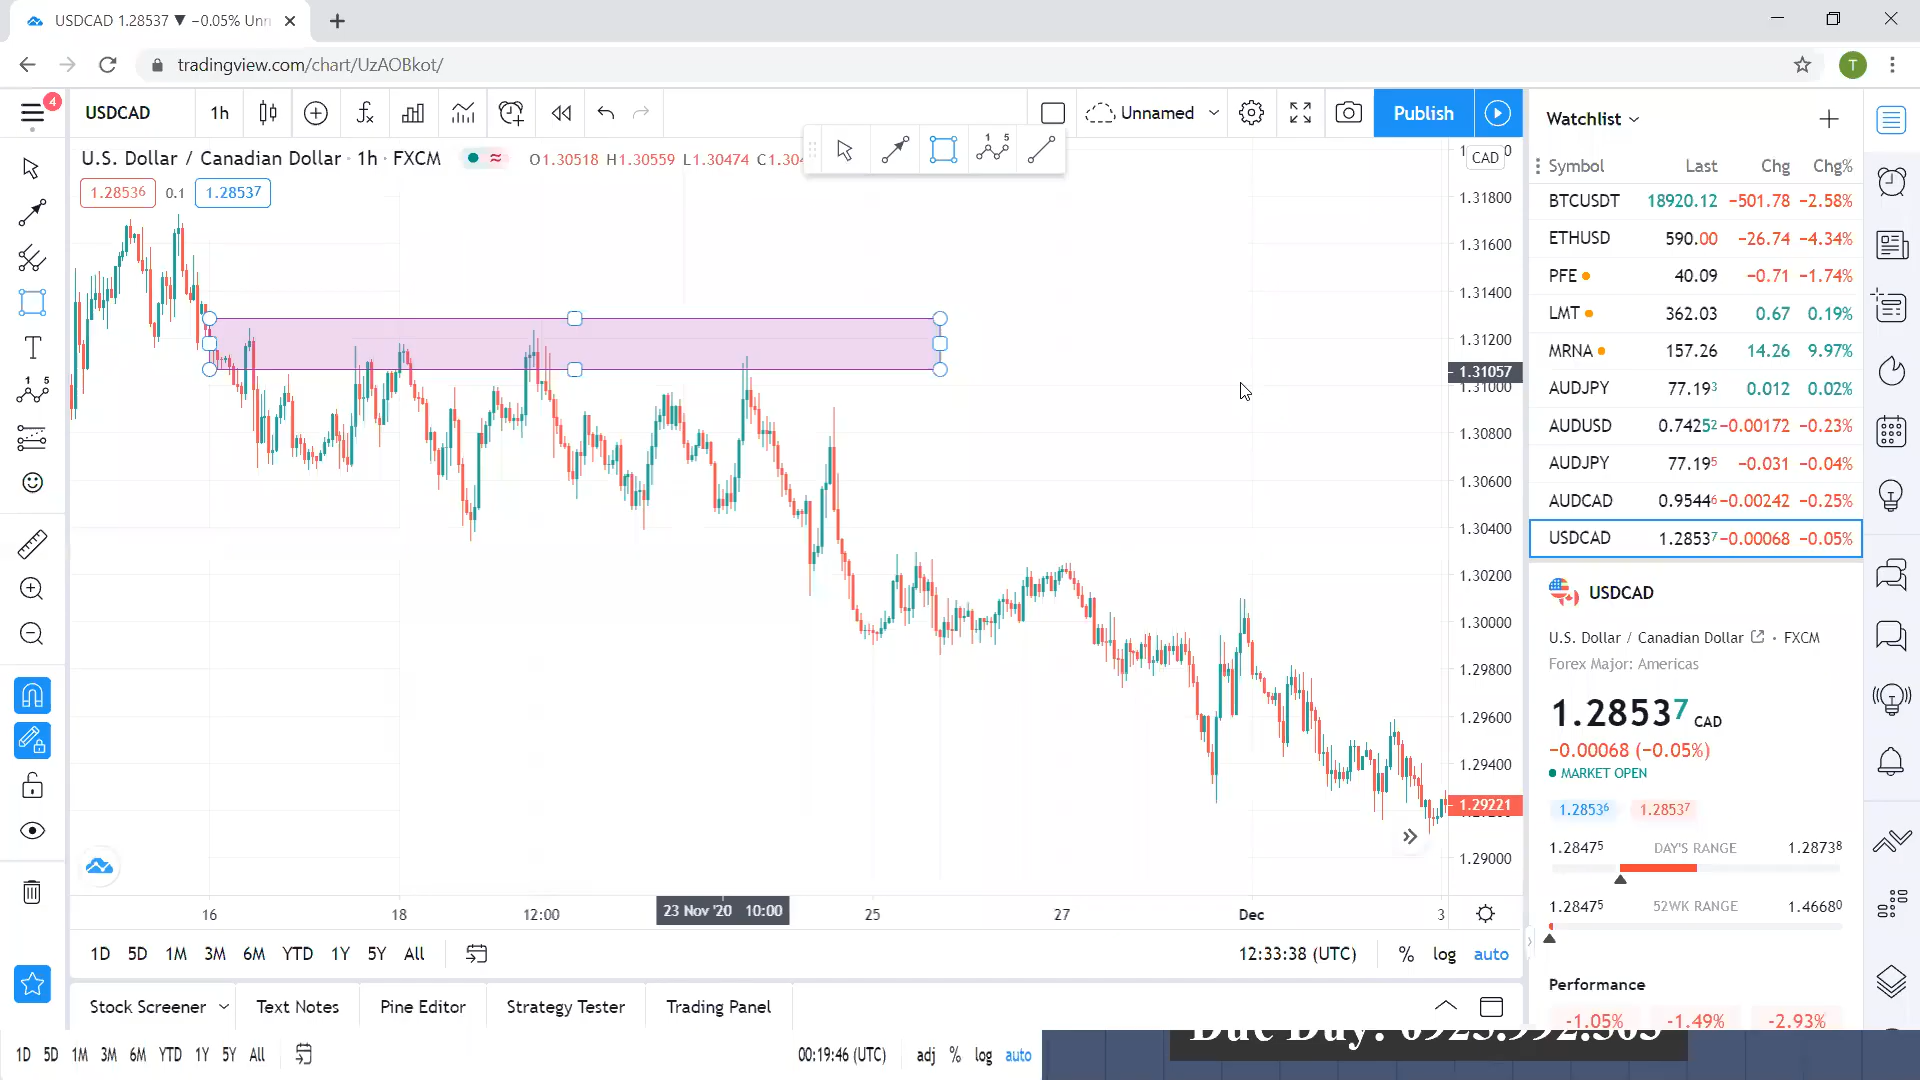 USDCAD 1.28537 ▼ −0.05% Unn
tradingview.com/chart/UzAOBkot/
4
USDCAD 1h Unnamed Publish
U.S. Dollar / Canadian Dollar · 1h · FXCM O1.30518 H1.30559 L1.30474 C1.304
1.28536 0.1 1.28537
CAD
1.31800
1.31600
1.31400
1.31200
1.31057
1.31000
1.30800
1.30600
1.30400
1.30200
1.30000
1.29800
1.29600
1.29400
1.29221
1.29000
16 18 12:00 23 Nov '20 10:00 25 27 Dec 3
1D 5D 1M 3M 6M YTD 1Y 5Y All 12:33:38 (UTC) % log auto
Stock Screener Text Notes Pine Editor Strategy Tester Trading Panel
Watchlist
Symbol Last Chg Chg%
BTCUSDT 18920.12 −501.78 −2.58%
ETHUSD 590.00 −26.74 −4.34%
PFE 40.09 −0.71 −1.74%
LMT 362.03 0.67 0.19%
MRNA 157.26 14.26 9.97%
AUDJPY 77.193 0.012 0.02%
AUDUSD 0.74252 −0.00172 −0.23%
AUDJPY 77.195 −0.031 −0.04%
AUDCAD 0.95446 −0.00242 −0.25%
USDCAD 1.28537 −0.00068 −0.05%
USDCAD
U.S. Dollar / Canadian Dollar · FXCM
Forex Major: Americas
1.28537 CAD
−0.00068 (−0.05%)
MARKET OPEN
1.28536 1.28537
1.28475 DAY'S RANGE 1.28738
1.28475 52WK RANGE 1.46680
Performance
-1.05% -1.49% -2.93%
1D 5D 1M 3M 6M YTD 1Y 5Y All 00:19:46 (UTC) adj % log auto
T
1 5
1 5